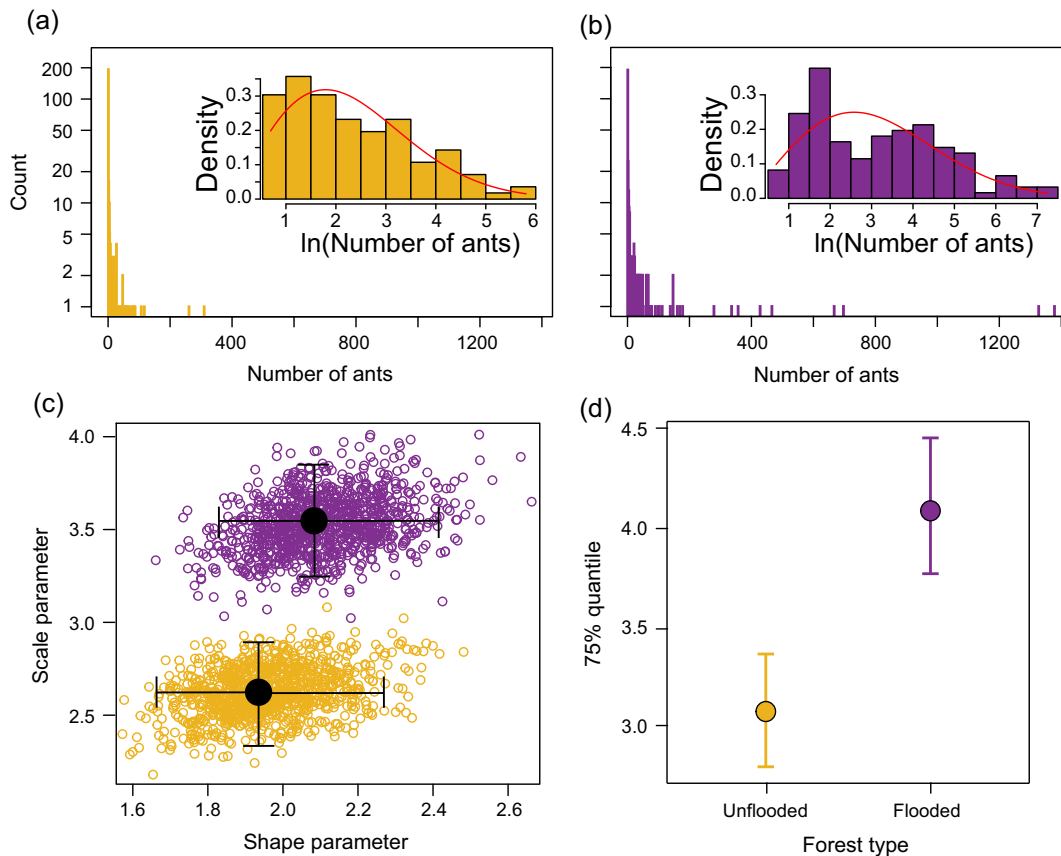 (a)
200
100
50
20
10
5
2
1
Count
0 400 800 1200
Number of ants
0.3
0.2
0.1
0.0
Density
1 2 3 4 5 6
ln(Number of ants)
(b)
0 400 800 1200
Number of ants
0.3
0.2
0.1
0.0
Density
1 2 3 4 5 6 7
ln(Number of ants)
(c)
4.0
3.5
3.0
2.5
Scale parameter
1.6 1.8 2.0 2.2 2.4 2.6
Shape parameter
(d)
4.5
4.0
3.5
3.0
75% quantile
Unflooded Flooded
Forest type